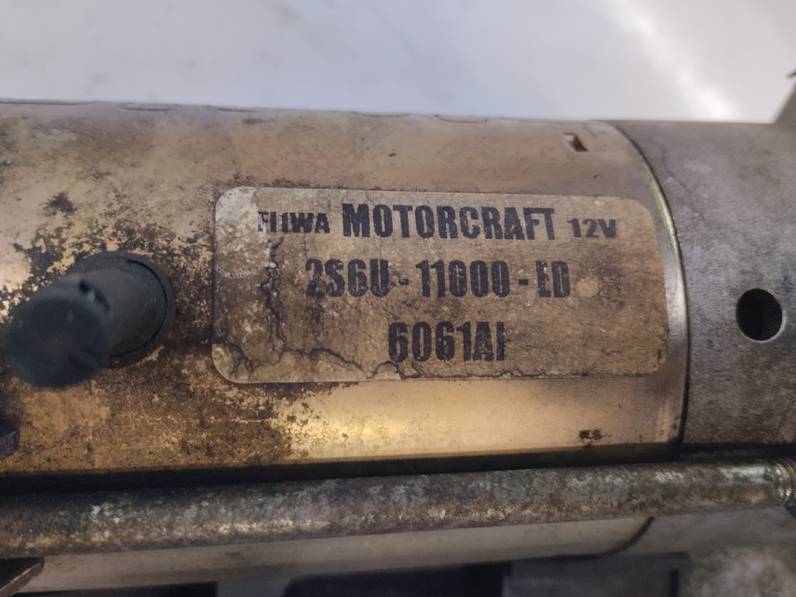 MOTORCRAFT 12V
2S6U-11000-ED
6061AI